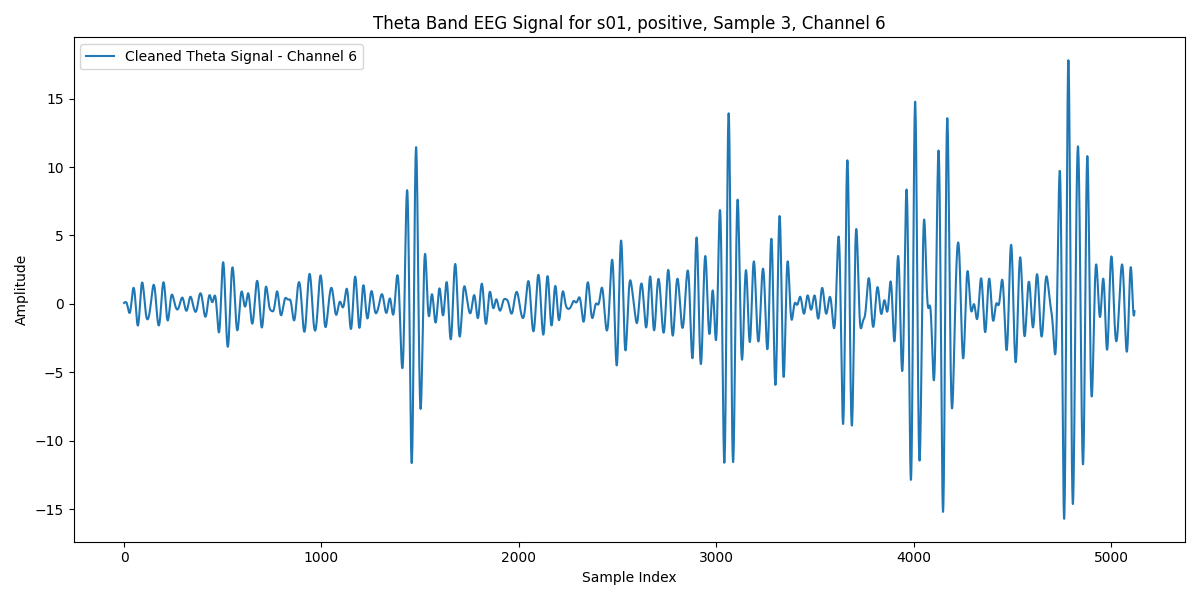 Theta Band EEG Signal for s01, positive, Sample 3, Channel 6
Cleaned Theta Signal - Channel 6
Amplitude
15
10
5
0
−5
−10
−15
0 1000 2000 3000 4000 5000
Sample Index